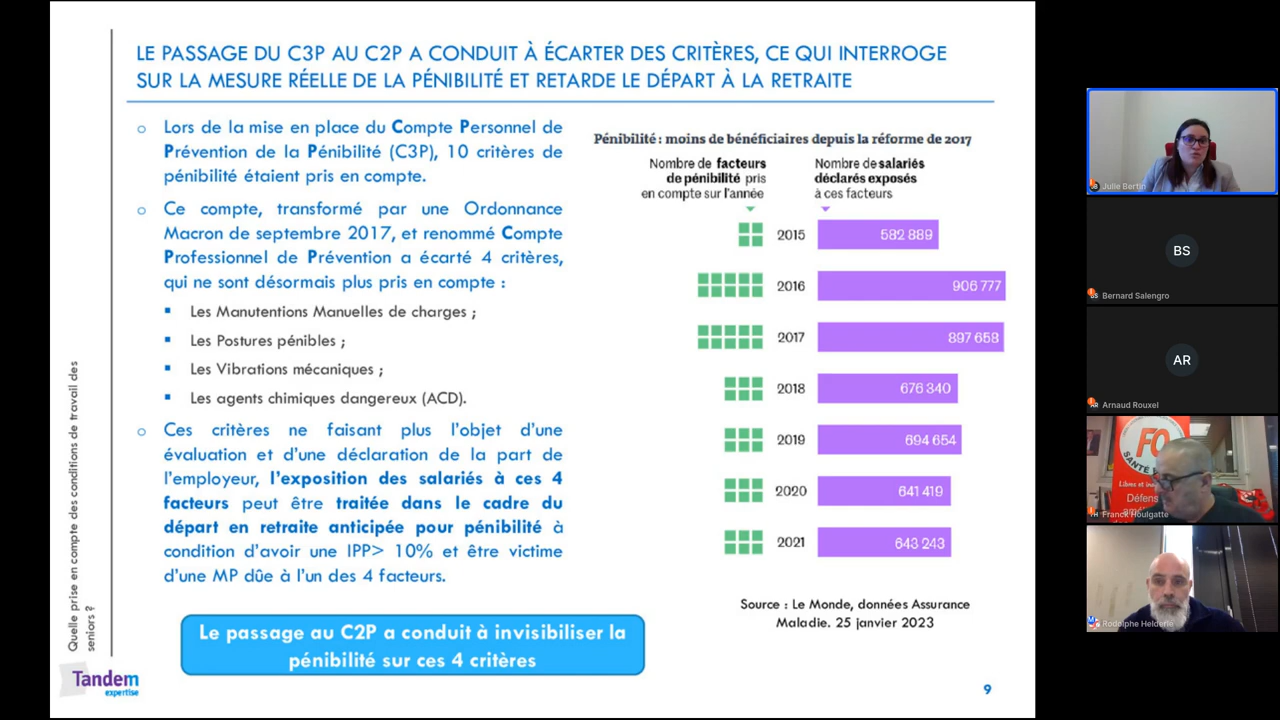 LE PASSAGE DU C3P AU C2P A CONDUIT À ÉCARTER DES CRITÈRES, CE QUI INTERROGE
SUR LA MESURE RÉELLE DE LA PÉNIBILITÉ ET RETARDE LE DÉPART À LA RETRAITE
Lors de la mise en place du Compte Personnel de
Prévention de la Pénibilité (C3P), 10 critères de
pénibilité étaient pris en compte.
Ce compte, transformé par une Ordonnance
Macron de septembre 2017, et renommé Compte
Professionnel de Prévention a écarté 4 critères,
qui ne sont désormais plus pris en compte :
Les Manutentions Manuelles de charges ;
Les Postures pénibles ;
Les Vibrations mécaniques ;
Les agents chimiques dangereux (ACD).
Ces critères ne faisant plus l'objet d'une
évaluation et d'une déclaration de la part de
l'employeur, l'exposition des salariés à ces 4
facteurs peut être traitée dans le cadre du
départ en retraite anticipée pour pénibilité à
condition d'avoir une IPP> 10% et être victime
d'une MP dûe à l'un des 4 facteurs.
Le passage au C2P a conduit à invisibiliser la
pénibilité sur ces 4 critères
Pénibilité : moins de bénéficiaires depuis la réforme de 2017
Nombre de facteurs
de pénibilité pris
en compte sur l'année
Nombre de salariés
déclarés exposés
à ces facteurs
2015 582 889
2016 906 777
2017 897 658
2018 676 340
2019 694 654
2020 641 419
2021 643 243
Source : Le Monde, données Assurance
Maladie. 25 janvier 2023
Quelle prise en compte des conditions de travail des
seniors ?
Tandem
expertise
9
Julie Bertin
BS
Bernard Salengro
AR
Arnaud Rouxel
FO
SANTÉ
Libres et
Défens
Franck Houlgatte
Rodolphe Helderlé